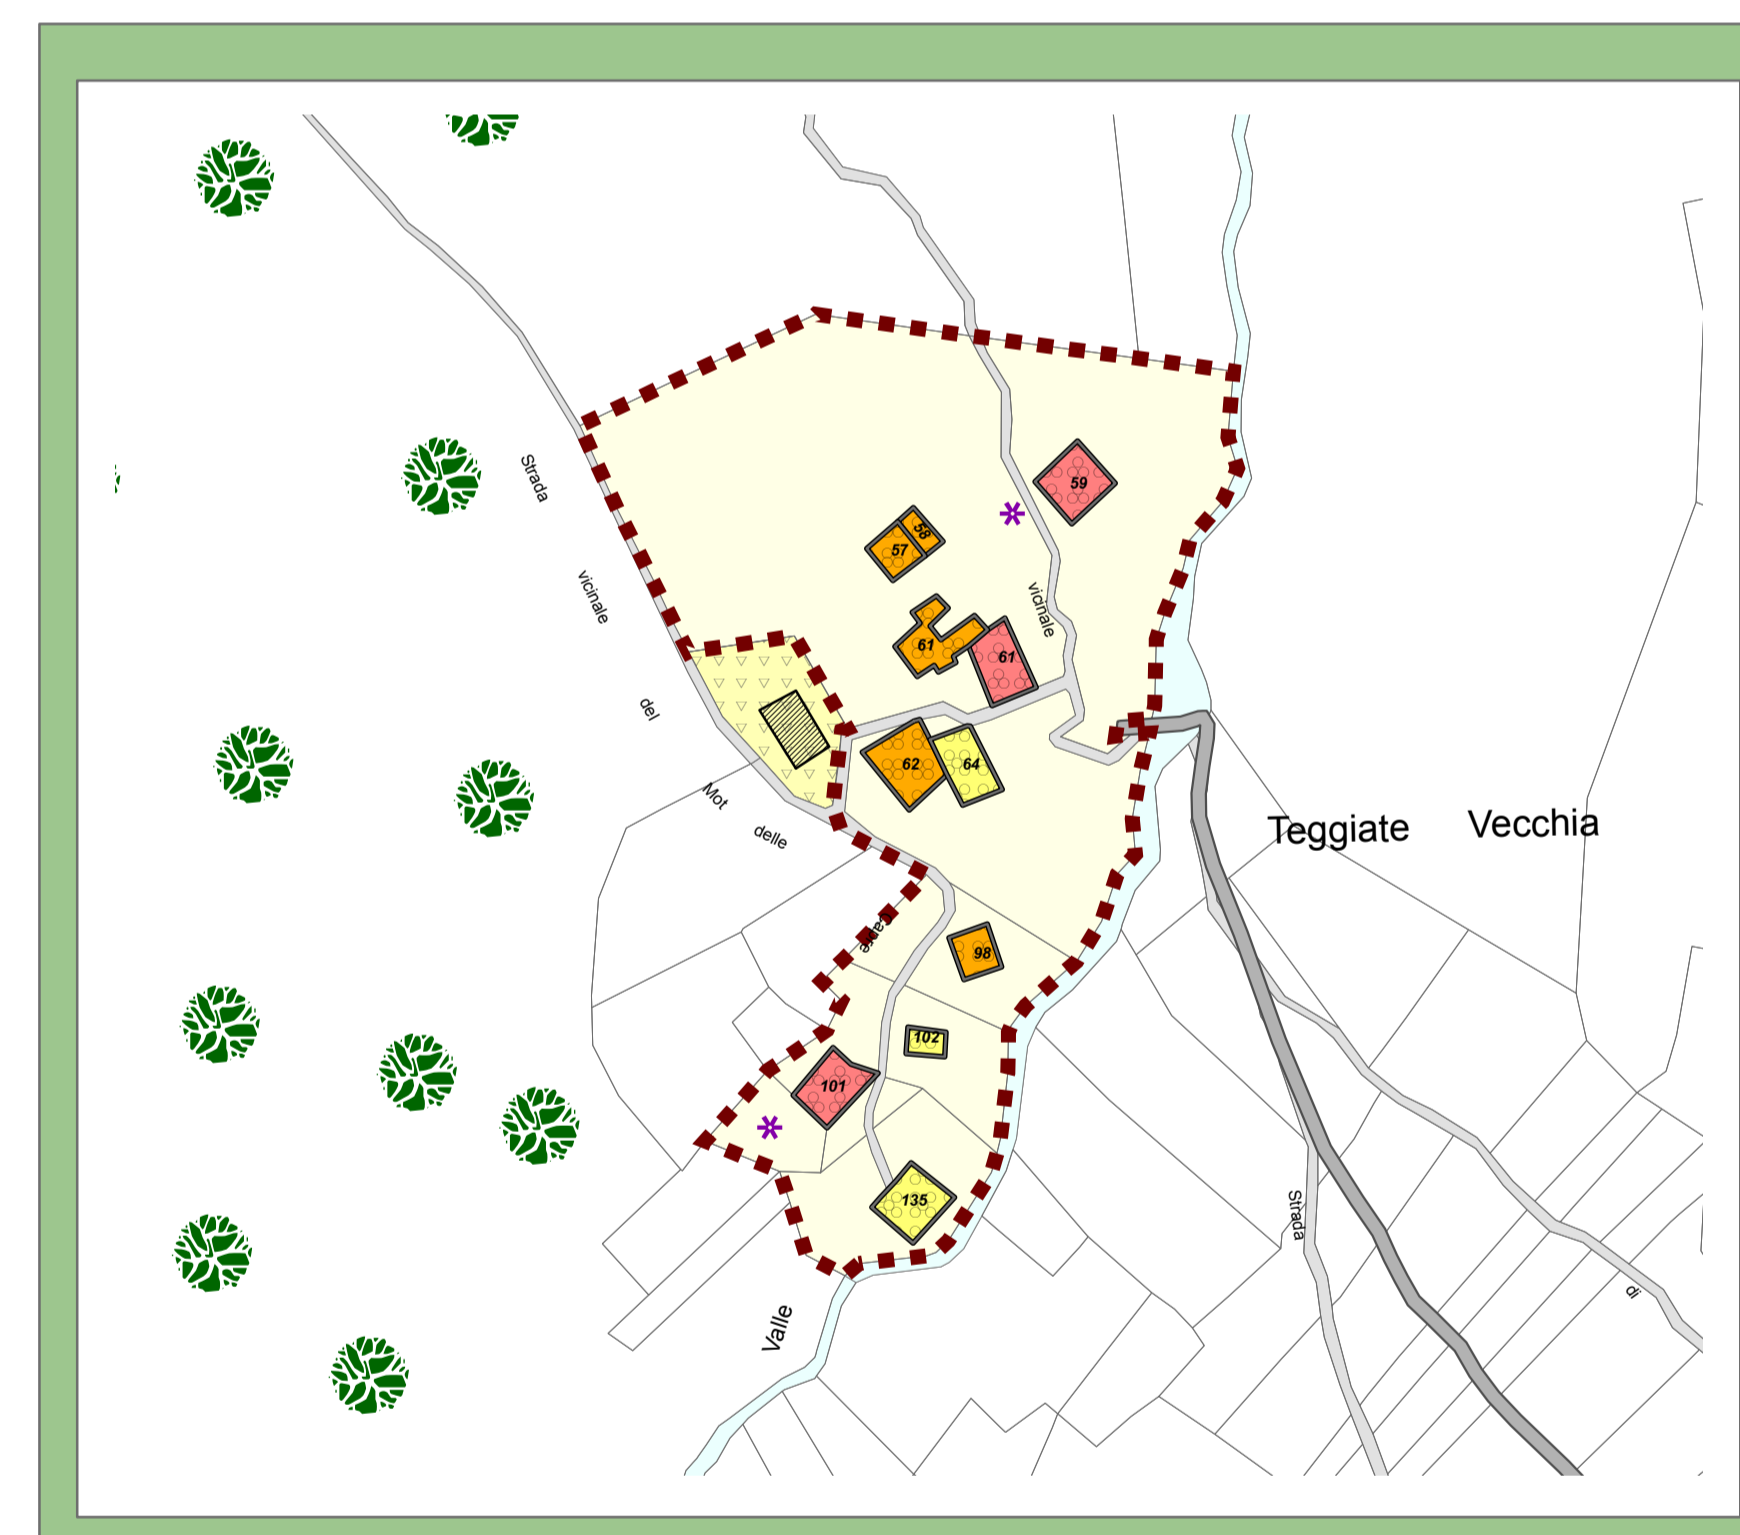 Strada
59
58
57
vicinale
vicinale
61
61
del
62
64
Mot
delle
Teggiate Vecchia
Capre
98
102
101
135
Strada
di
Valle